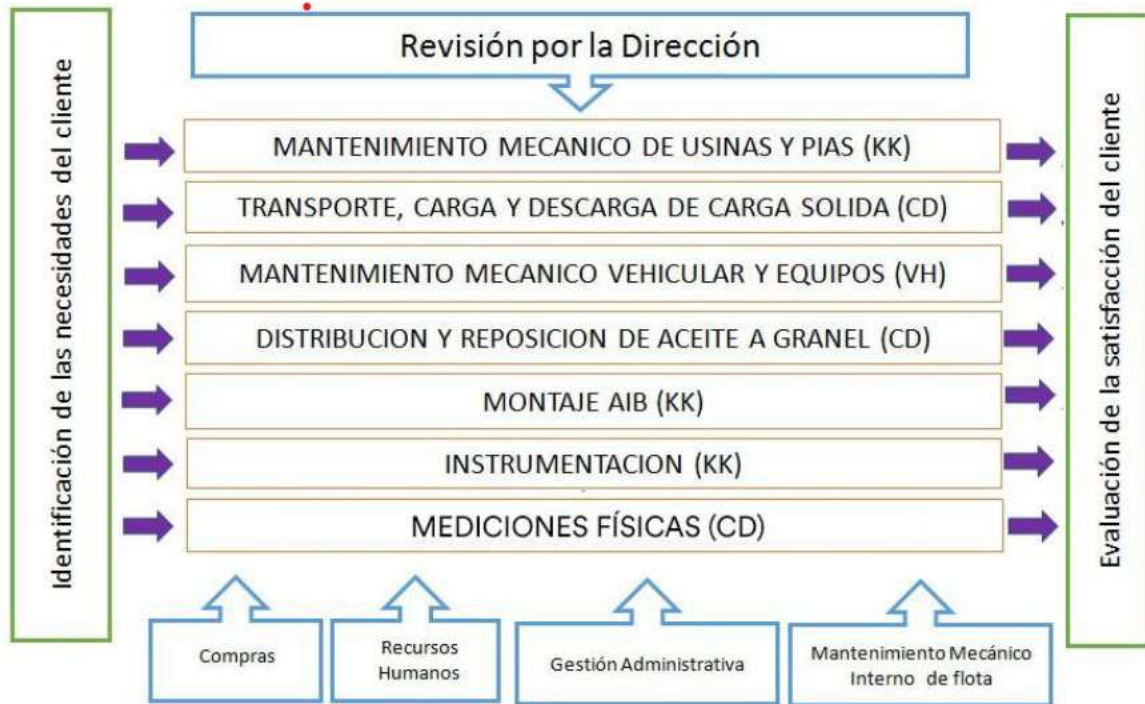 Revisión por la Dirección
Identificación de las necesidades del cliente
MANTENIMIENTO MECANICO DE USINAS Y PIAS (KK)
TRANSPORTE, CARGA Y DESCARGA DE CARGA SOLIDA (CD)
MANTENIMIENTO MECANICO VEHICULAR Y EQUIPOS (VH)
DISTRIBUCION Y REPOSICION DE ACEITE A GRANEL (CD)
MONTAJE AIB (KK)
INSTRUMENTACION (KK)
MEDICIONES FÍSICAS (CD)
Evaluación de la satisfacción del cliente
Compras
Recursos
Humanos
Gestión Administrativa
Mantenimiento Mecánico
Interno de flota